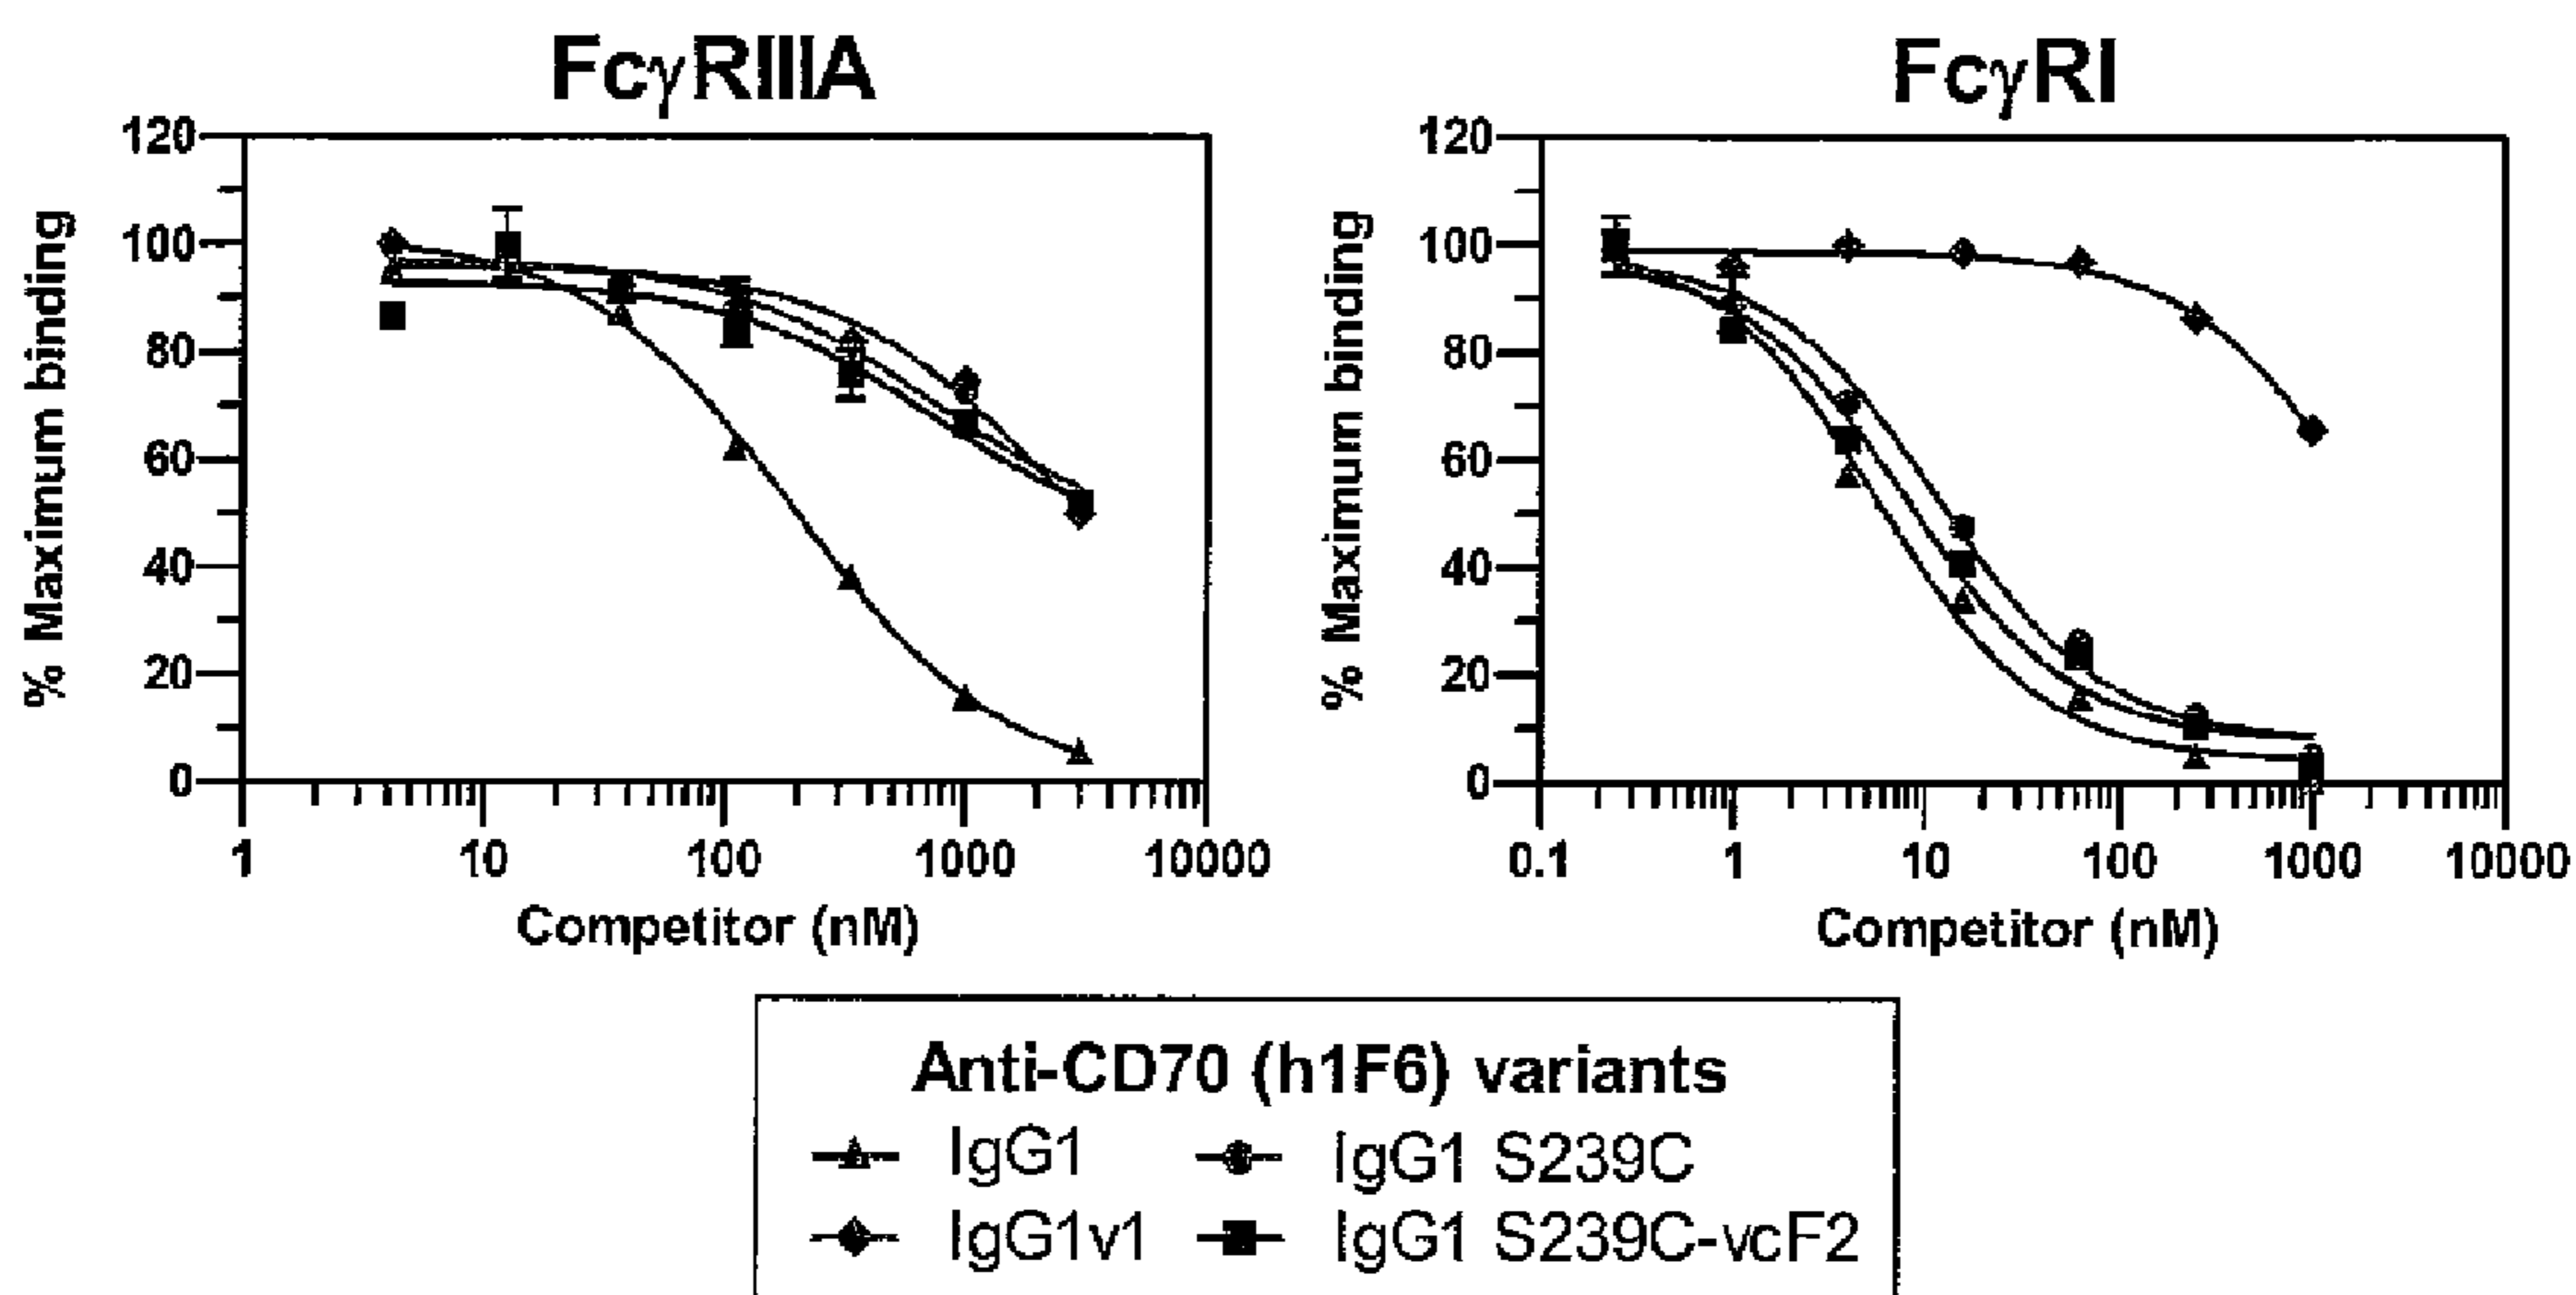 FcγRIIIA
120
100
80
60
40
20
0
% Maximum binding
1 10 100 1000 10000
Competitor (nM)
FcγRI
120
100
80
60
40
20
0
% Maximum binding
0.1 1 10 100 1000 10000
Competitor (nM)
Anti-CD70 (h1F6) variants
IgG1 IgG1 S239C
IgG1v1 IgG1 S239C-vcF2